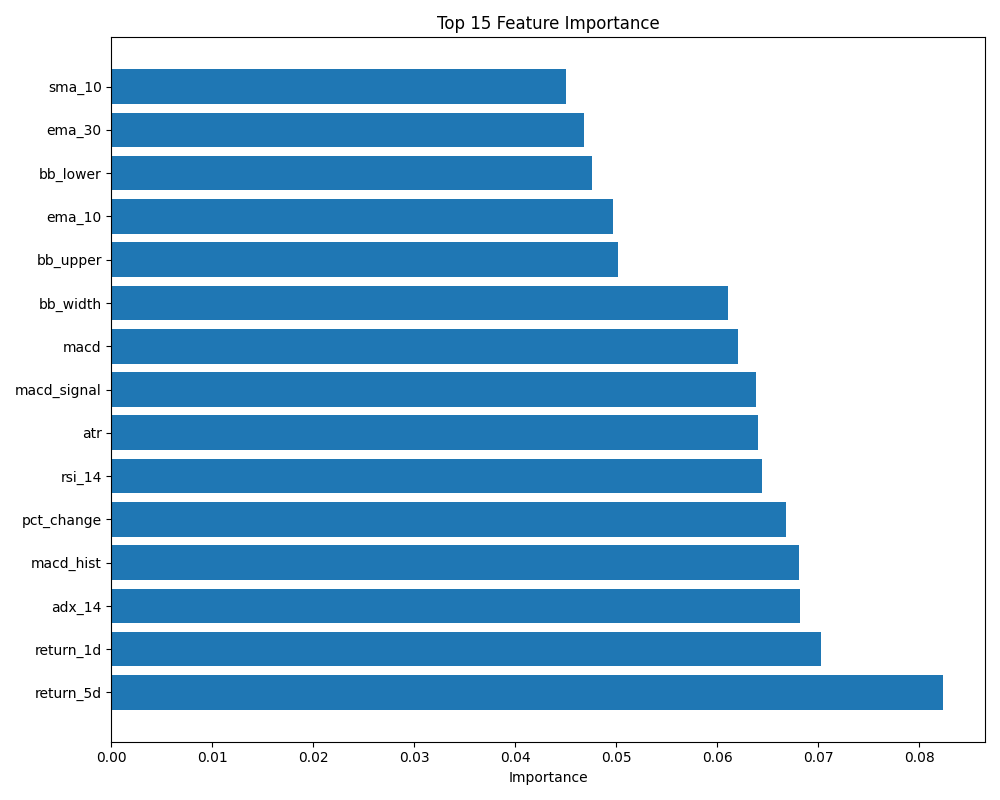 Top 15 Feature Importance
sma_10
ema_30
bb_lower
ema_10
bb_upper
bb_width
macd
macd_signal
atr
rsi_14
pct_change
macd_hist
adx_14
return_1d
return_5d
0.00 0.01 0.02 0.03 0.04 0.05 0.06 0.07 0.08
Importance